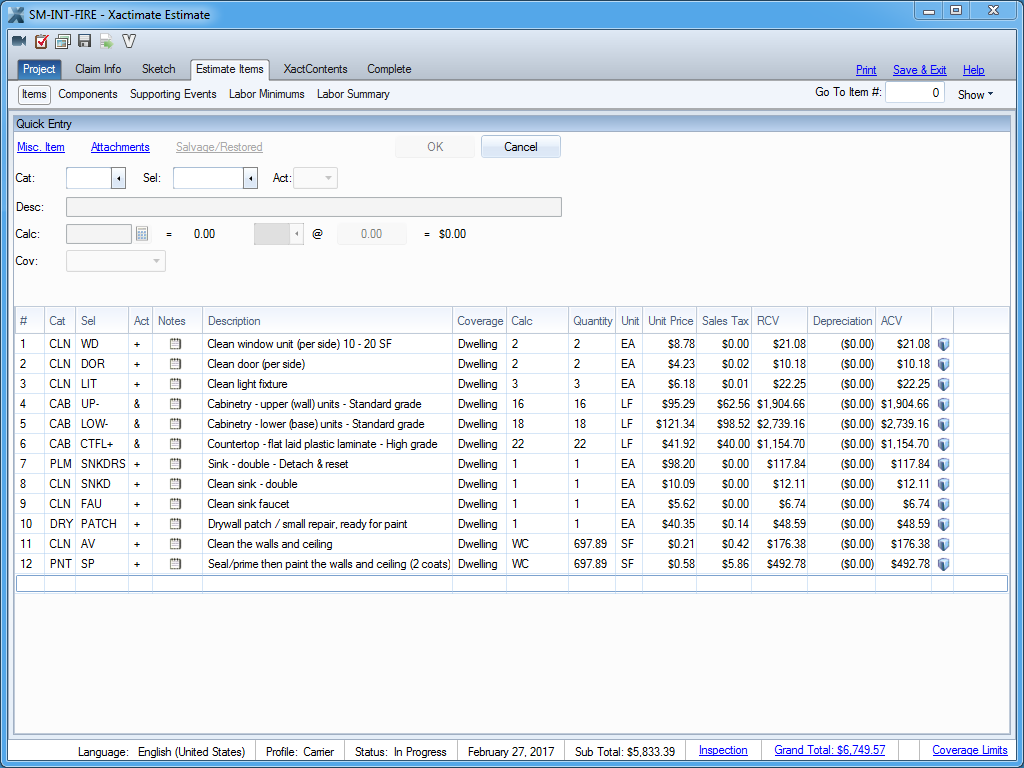 SM-INT-FIRE - Xactimate Estimate
Project Claim Info Sketch Estimate Items XactContents Complete Print Save & Exit Help
Items Components Supporting Events Labor Minimums Labor Summary Go To Item #: 0 Show
Quick Entry
Misc. Item Attachments Salvage/Restored OK Cancel
Cat: Sel: Act:
Desc:
Calc: = 0.00 @ 0.00 = $0.00
Cov:
# Cat Sel Act Notes Description Coverage Calc Quantity Unit Unit Price Sales Tax RCV Depreciation ACV
1 CLN WD + Clean window unit (per side) 10 - 20 SF Dwelling 2 2 EA $8.78 $0.00 $21.08 ($0.00) $21.08
2 CLN DOR + Clean door (per side) Dwelling 2 2 EA $4.23 $0.02 $10.18 ($0.00) $10.18
3 CLN LIT + Clean light fixture Dwelling 3 3 EA $6.18 $0.01 $22.25 ($0.00) $22.25
4 CAB UP- & Cabinetry - upper (wall) units - Standard grade Dwelling 16 16 LF $95.29 $62.56 $1,904.66 ($0.00) $1,904.66
5 CAB LOW- & Cabinetry - lower (base) units - Standard grade Dwelling 18 18 LF $121.34 $98.52 $2,739.16 ($0.00) $2,739.16
6 CAB CTFL+ & Countertop - flat laid plastic laminate - High grade Dwelling 22 22 LF $41.92 $40.00 $1,154.70 ($0.00) $1,154.70
7 PLM SNKDRS + Sink - double - Detach & reset Dwelling 1 1 EA $98.20 $0.00 $117.84 ($0.00) $117.84
8 CLN SNKD + Clean sink - double Dwelling 1 1 EA $10.09 $0.00 $12.11 ($0.00) $12.11
9 CLN FAU + Clean sink faucet Dwelling 1 1 EA $5.62 $0.00 $6.74 ($0.00) $6.74
10 DRY PATCH + Drywall patch / small repair, ready for paint Dwelling 1 1 EA $40.35 $0.14 $48.59 ($0.00) $48.59
11 CLN AV + Clean the walls and ceiling Dwelling WC 697.89 SF $0.21 $0.42 $176.38 ($0.00) $176.38
12 PNT SP + Seal/prime then paint the walls and ceiling (2 coats) Dwelling WC 697.89 SF $0.58 $5.86 $492.78 ($0.00) $492.78
Language: English (United States) Profile: Carrier Status: In Progress February 27, 2017 Sub Total: $5,833.39 Inspection Grand Total: $6,749.57 Coverage Limits